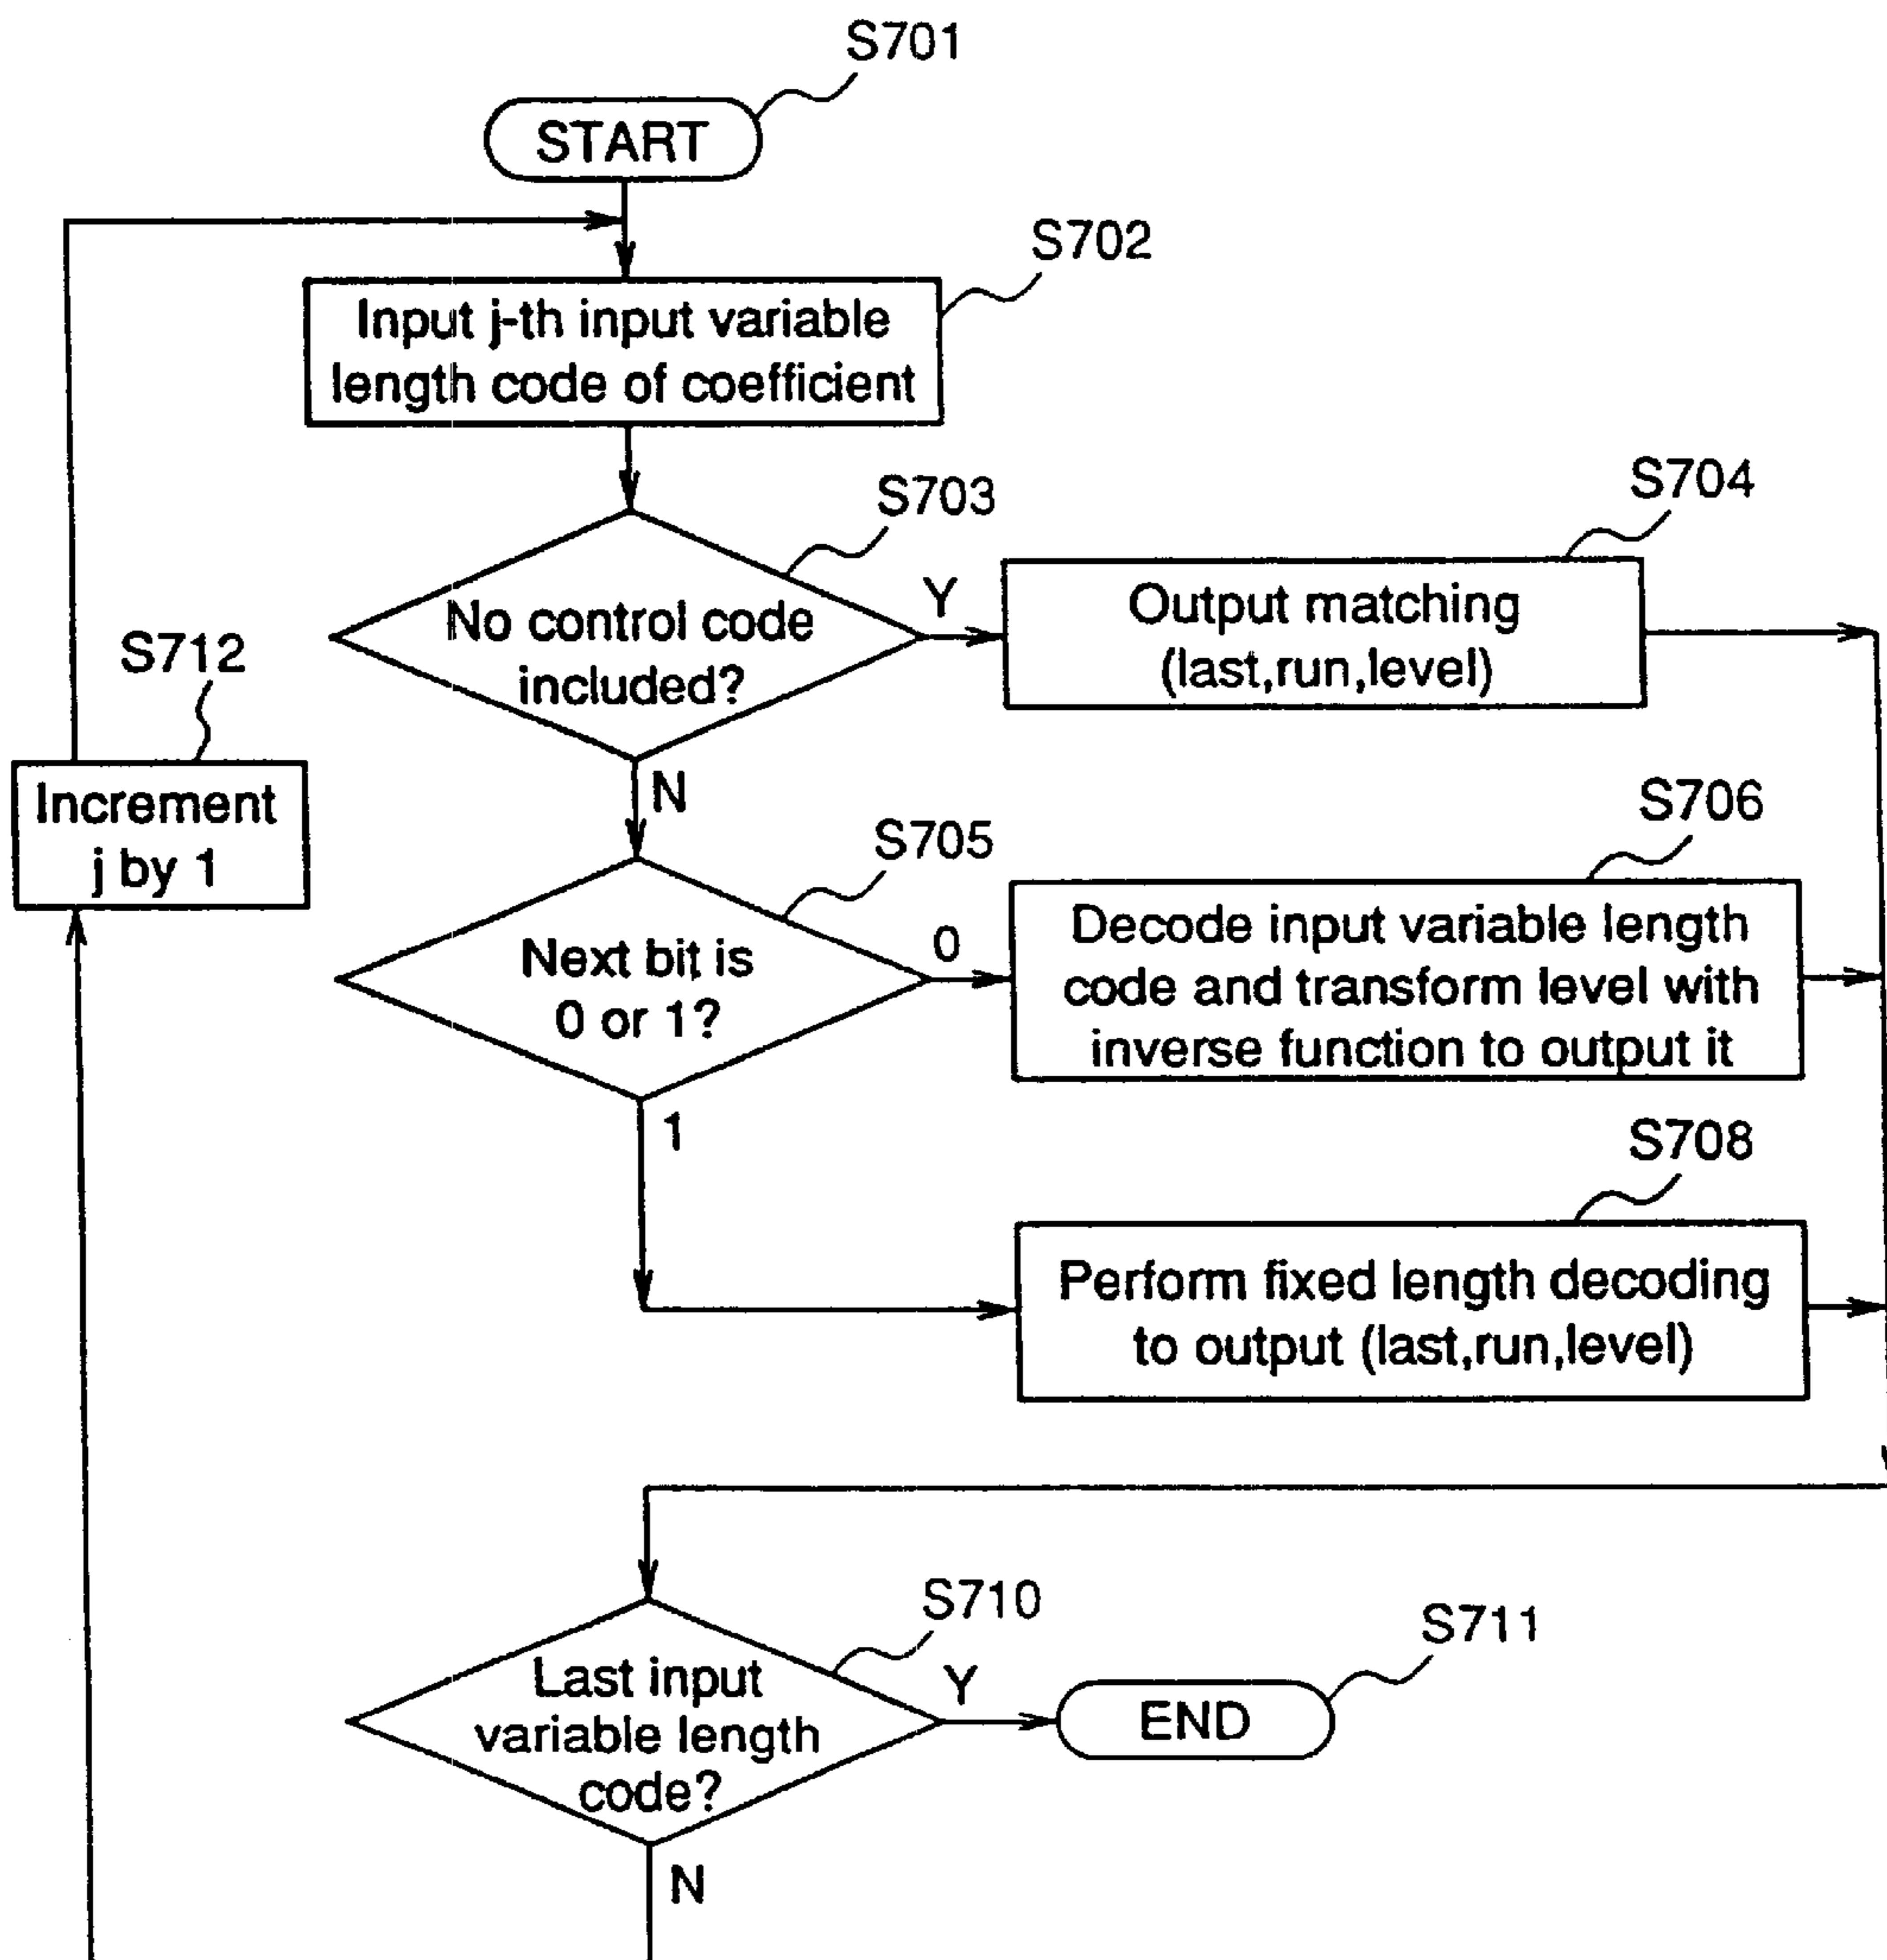 S701
START
S702
Input j-th input variable
length code of coefficient
S703
No control code
included?
Y
S704
Output matching
(last,run,level)
N
S712
Increment
j by 1
S705
Next bit is
0 or 1?
0
S706
Decode input variable length
code and transform level with
inverse function to output it
1
S708
Perform fixed length decoding
to output (last,run,level)
S710
Last input
variable length
code?
Y
S711
END
N